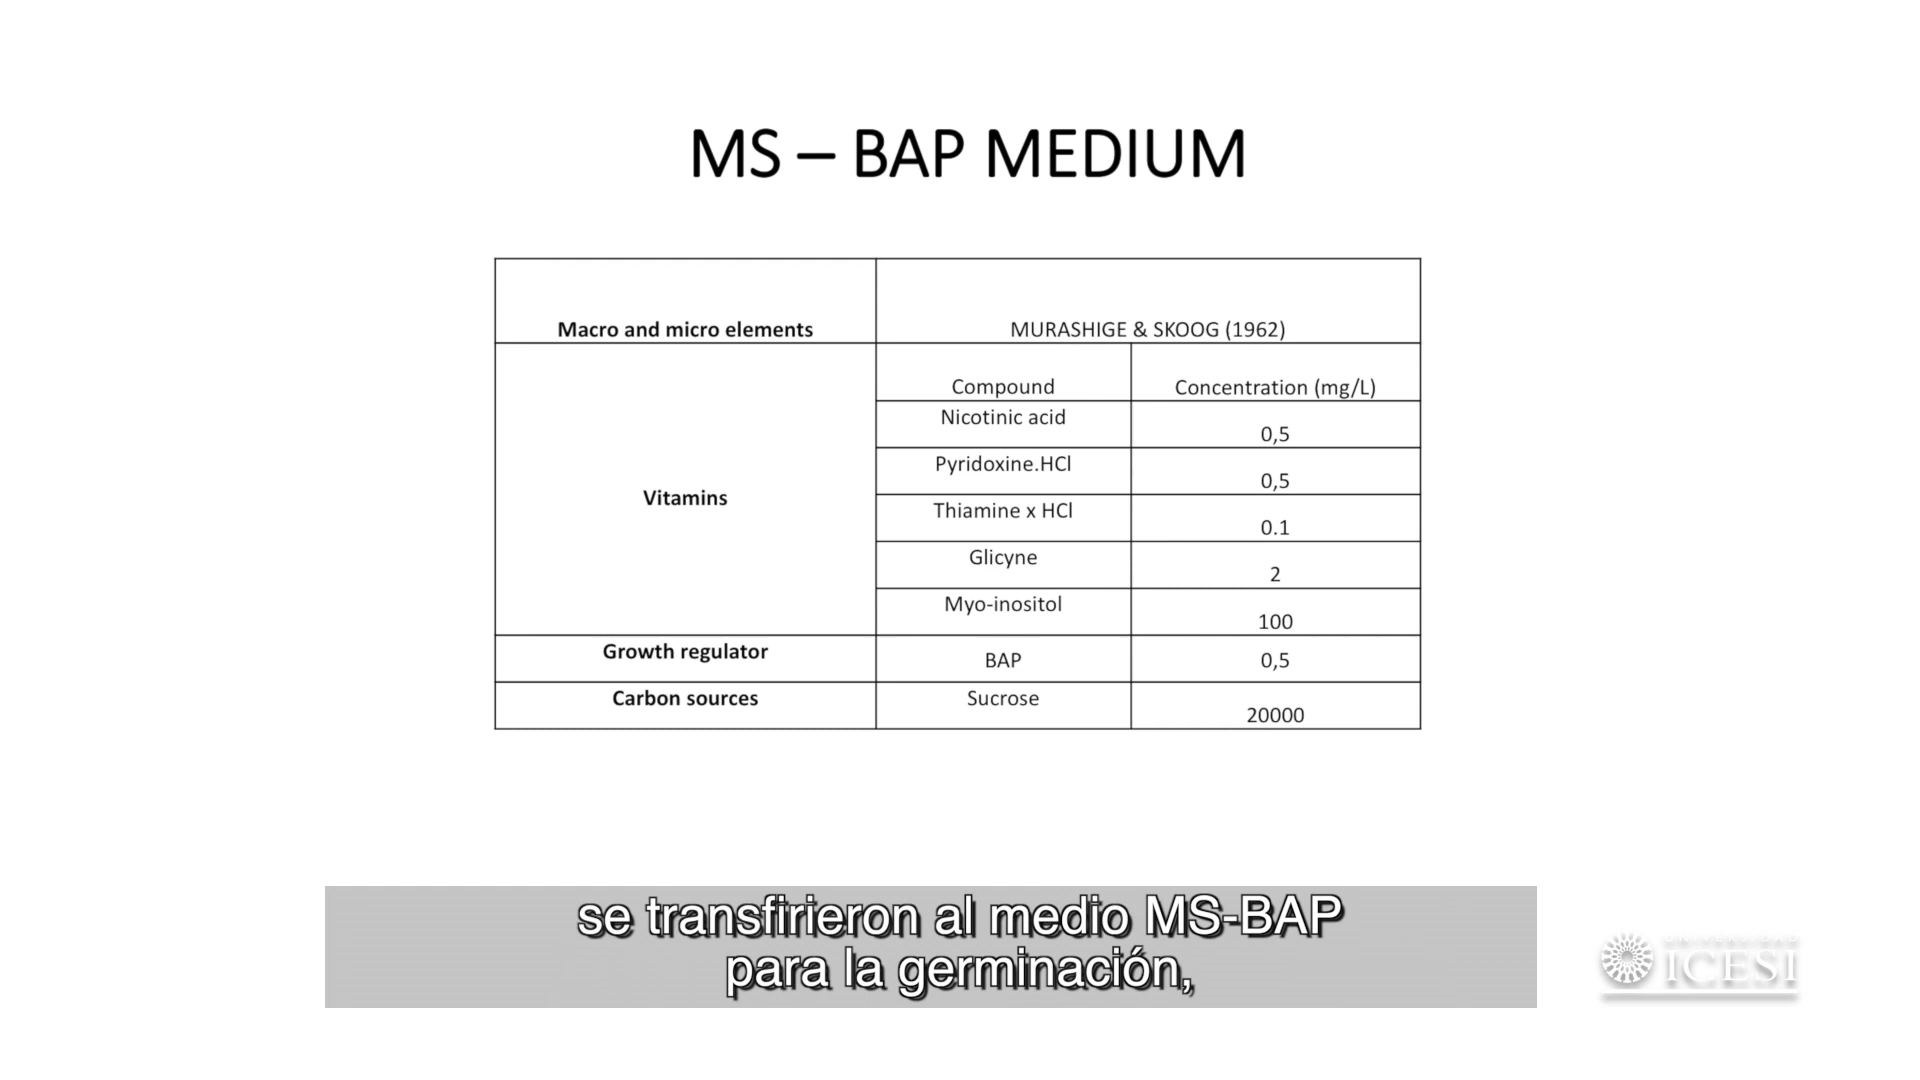 MS – BAP MEDIUM
Macro and micro elements
MURASHIGE & SKOOG (1962)
Vitamins
Compound
Concentration (mg/L)
Nicotinic acid
0,5
Pyridoxine.HCl
0,5
Thiamine x HCl
0.1
Glicyne
2
Myo-inositol
100
Growth regulator
BAP
0,5
Carbon sources
Sucrose
20000
se transfirieron al medio MS-BAP
para la germinación,
UNIVERSIDAD
ICESI